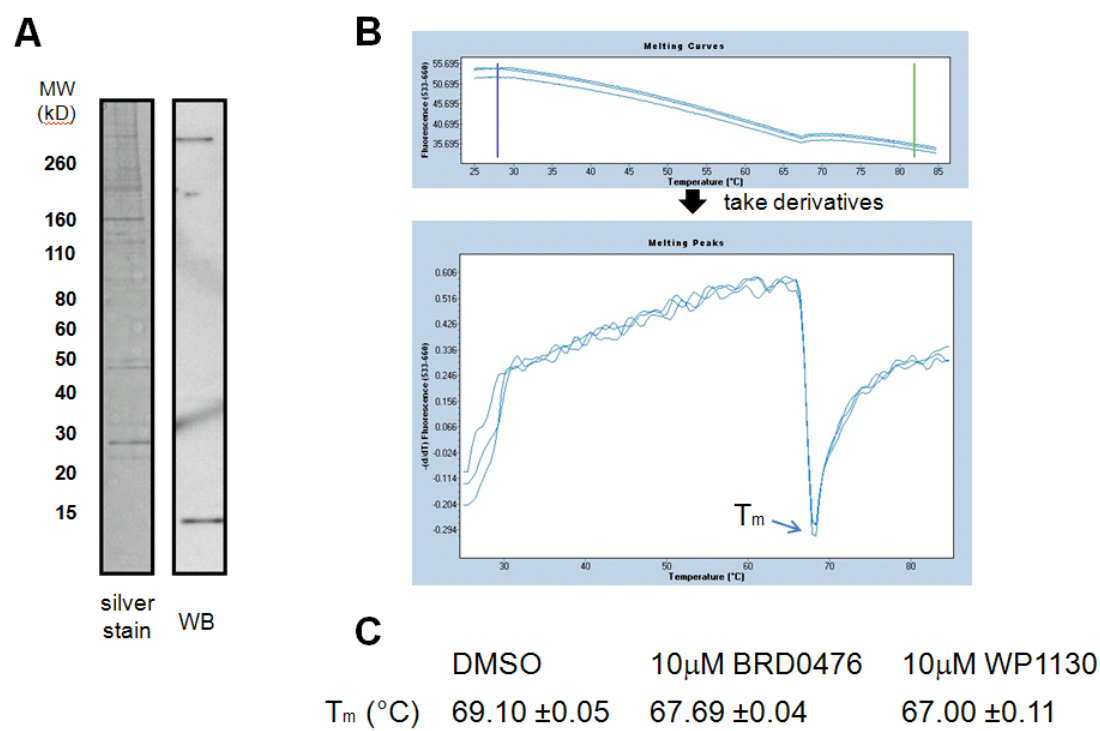 A
MW
(kD)
260
160
110
80
60
50
40
30
20
15
silver
stain
WB
B
Melting Curves
Fluorescence (533-660)
55.695
50.695
45.695
40.695
35.695
25 30 35 40 45 50 55 60 65 70 75 80 85
Temperature (°C)
take derivatives
Melting Peaks
-(d/dT) Fluorescence (533-660)
0.606
0.516
0.426
0.336
0.246
0.156
0.066
-0.024
-0.114
-0.204
-0.294
Tm
30 40 50 60 70 80
Temperature (°C)
C
DMSO 10μM BRD0476 10μM WP1130
Tm (°C) 69.10 ±0.05 67.69 ±0.04 67.00 ±0.11